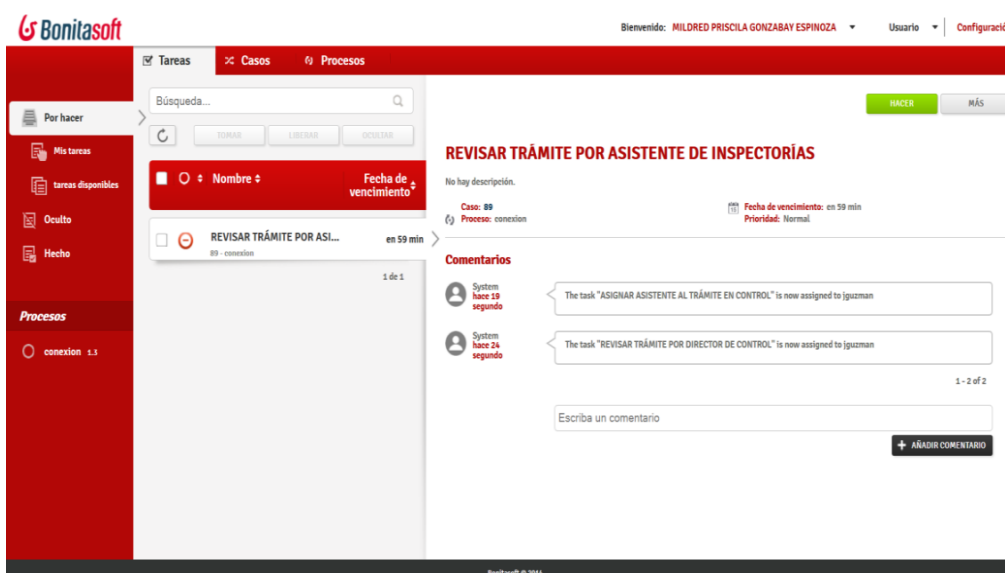 Bonitasoft
Bienvenido: MILDRED PRISCILA GONZABAY ESPINOZA Usuario Configuració
Tareas Casos Procesos
Por hacer
Mis tareas
tareas disponibles
Oculto
Hecho
Procesos
conexion 1.3
Búsqueda...
TOMAR LIBERAR OCULTAR
Nombre Fecha de
vencimiento
REVISAR TRÁMITE POR ASI... en 59 min
89 - conexion
1 de 1
HACER MÁS
REVISAR TRÁMITE POR ASISTENTE DE INSPECTORÍAS
No hay descripción.
Caso: 89 Fecha de vencimiento: en 59 min
Proceso: conexion Prioridad: Normal
Comentarios
System
hace 19
segundo
The task "ASIGNAR ASISTENTE AL TRÁMITE EN CONTROL" is now assigned to jguzman
System
hace 24
segundo
The task "REVISAR TRÁMITE POR DIRECTOR DE CONTROL" is now assigned to jguzman
1 - 2 of 2
Escriba un comentario
+ AÑADIR COMENTARIO